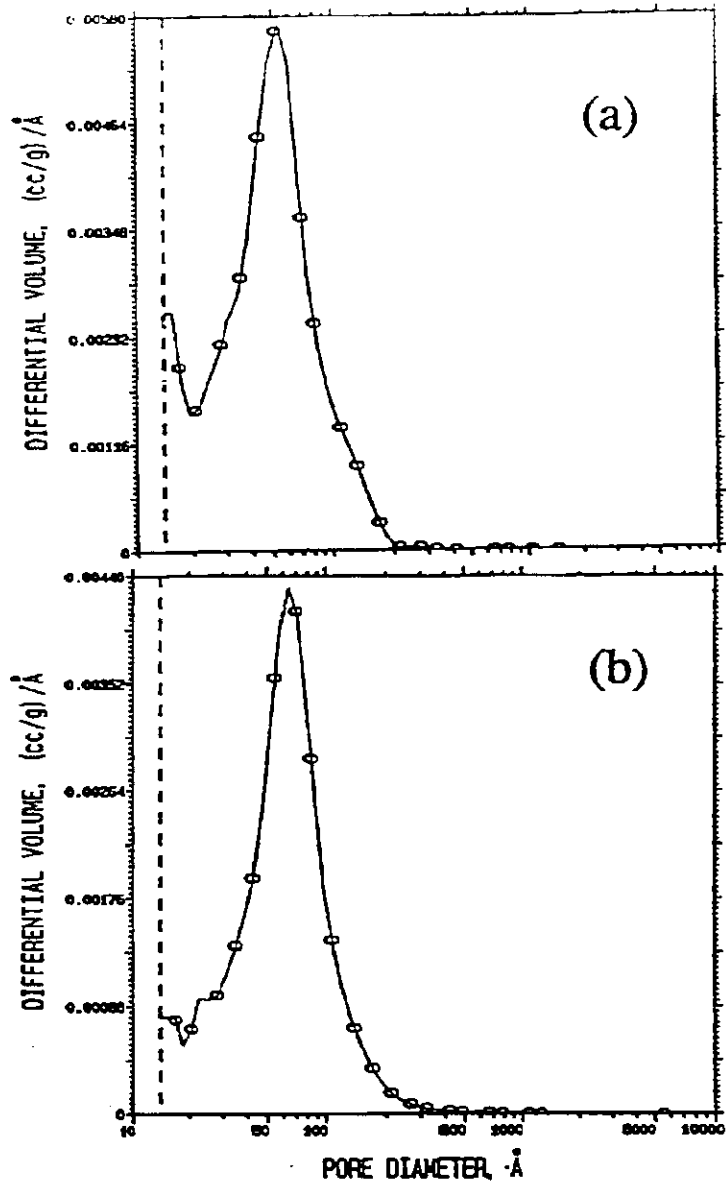 0.00580
(a)
0.00464
0.00348
0.00232
0.00116
0
DIFFERENTIAL VOLUME, (cc/g)/Å
0.00440
(b)
0.00352
0.00264
0.00176
0.00088
0
DIFFERENTIAL VOLUME, (cc/g)/Å
10 50 100 500 1000 5000 10000
PORE DIAMETER, Å